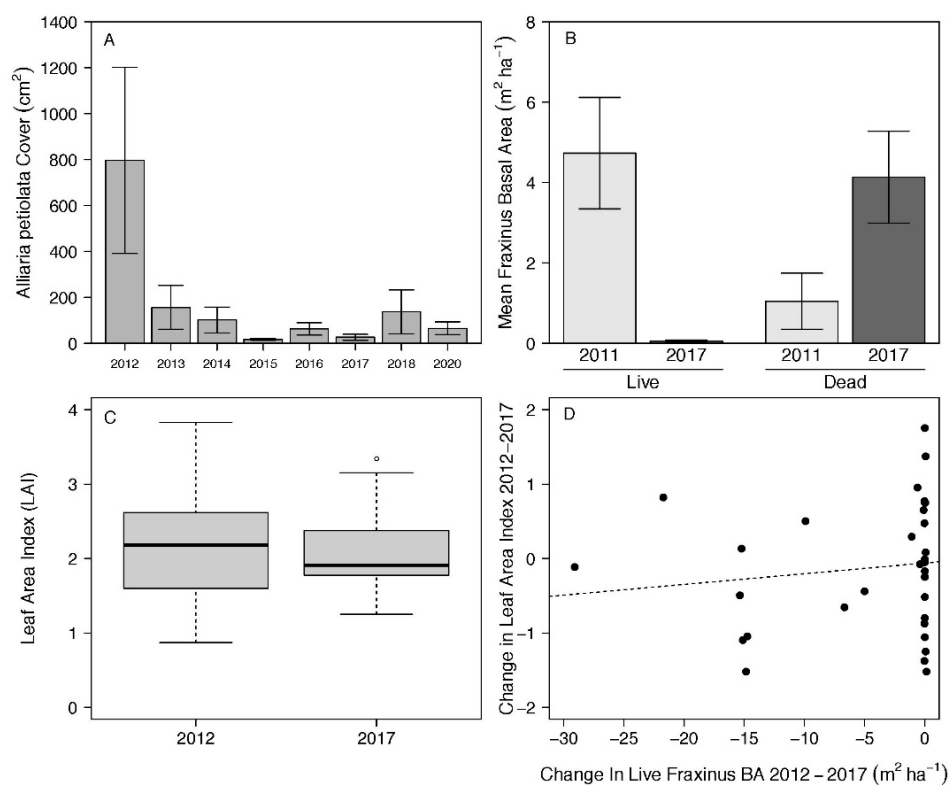 A
Alliaria petiolata Cover (cm²)
1400
1200
1000
800
600
400
200
0
2012 2013 2014 2015 2016 2017 2018 2020
B
Mean Fraxinus Basal Area (m² ha⁻¹)
8
6
4
2
0
2011 2017 2011 2017
Live Dead
C
Leaf Area Index (LAI)
4
3
2
1
0
2012 2017
D
Change in Leaf Area Index 2012−2017
2
1
0
−1
−2
−30 −25 −20 −15 −10 −5 0
Change In Live Fraxinus BA 2012 − 2017 (m² ha⁻¹)